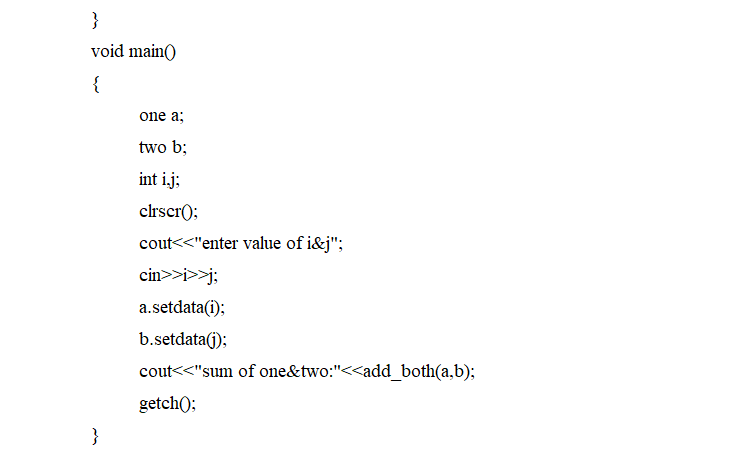 }
void main()
{
one a;
two b;
int i,j;
clrscr();
cout<<"enter value of i&j";
cin>>i>>j;
a.setdata(i);
b.setdata(j);
cout<<"sum of one&two:"<<add_both(a,b);
getch();
}